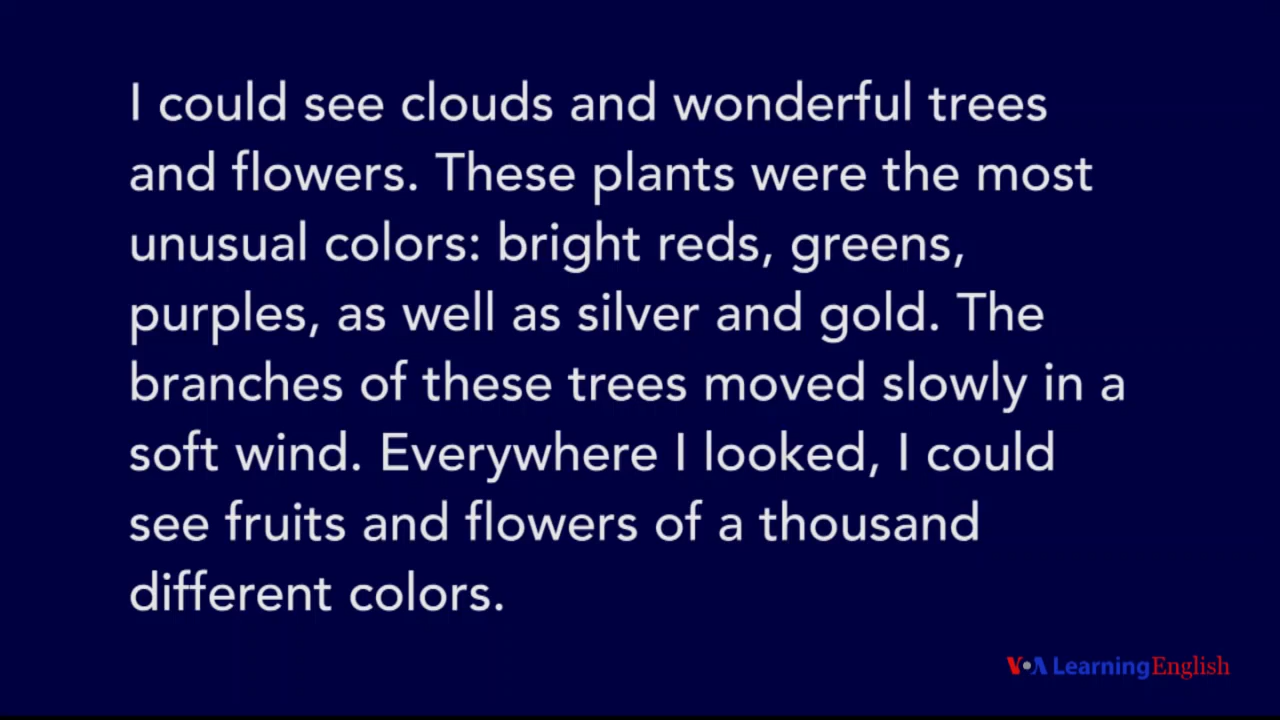 I could see clouds and wonderful trees
and flowers. These plants were the most
unusual colors: bright reds, greens,
purples, as well as silver and gold. The
branches of these trees moved slowly in a
soft wind. Everywhere I looked, I could
see fruits and flowers of a thousand
different colors.
VOA Learning English